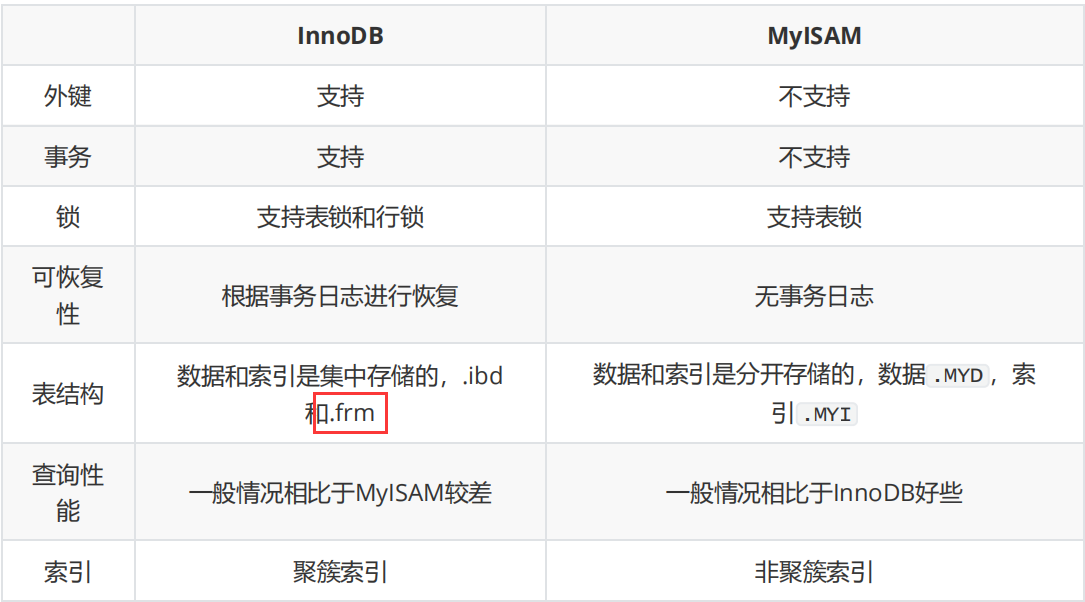 InnoDB MyISAM
外键 支持 不支持
事务 支持 不支持
锁 支持表锁和行锁 支持表锁
可恢复
性
根据事务日志进行恢复 无事务日志
表结构
数据和索引是集中存储的，.ibd
和.frm
数据和索引是分开存储的，数据 .MYD，索
引 .MYI
查询性
能
一般情况相比于MyISAM较差 一般情况相比于InnoDB好些
索引 聚簇索引 非聚簇索引